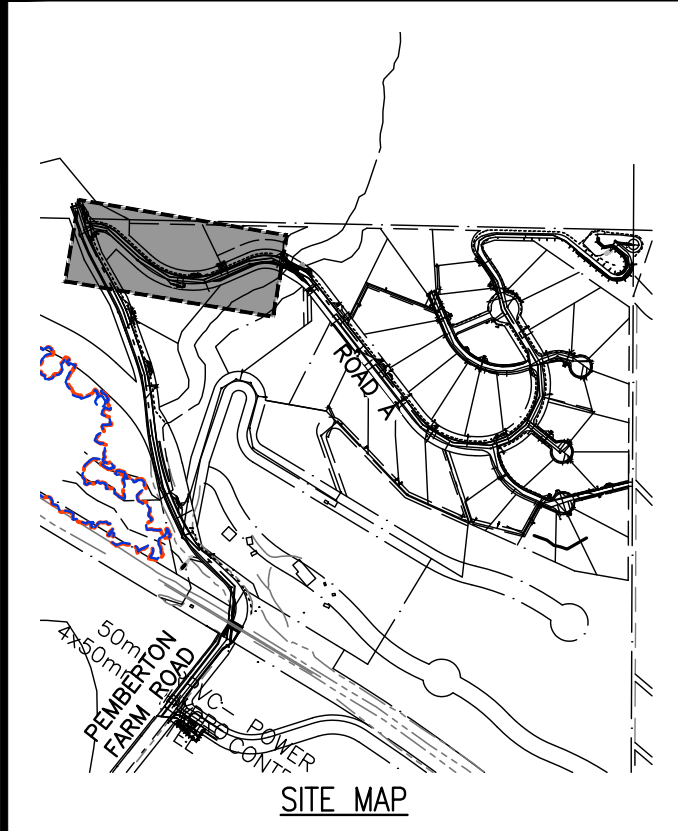 ROAD A
50m
4x50m
PEMBERTON
FARM ROAD
POWER
SITE MAP